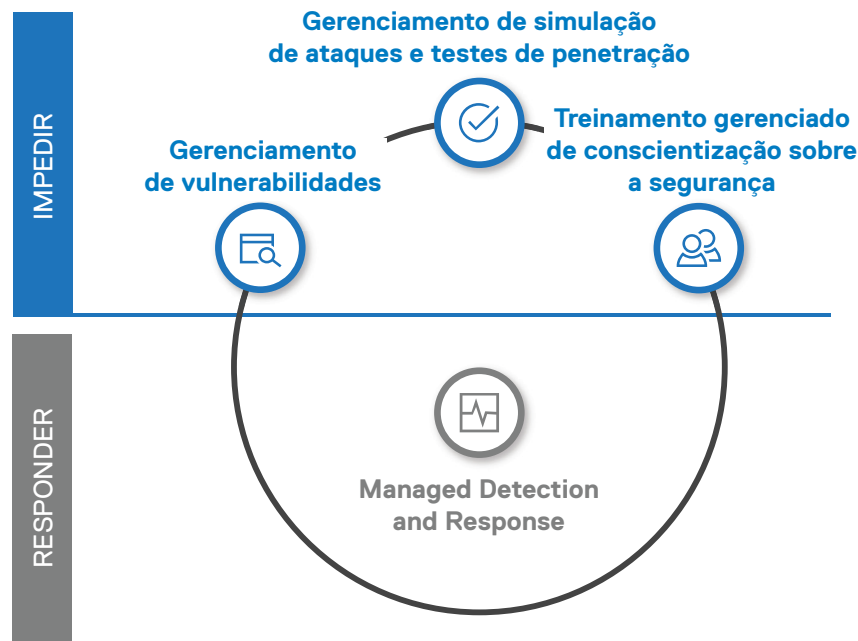 IMPEDIR
Gerenciamento de simulação
de ataques e testes de penetração
Gerenciamento
de vulnerabilidades
Treinamento gerenciado
de conscientização sobre
a segurança
RESPONDER
Managed Detection
and Response